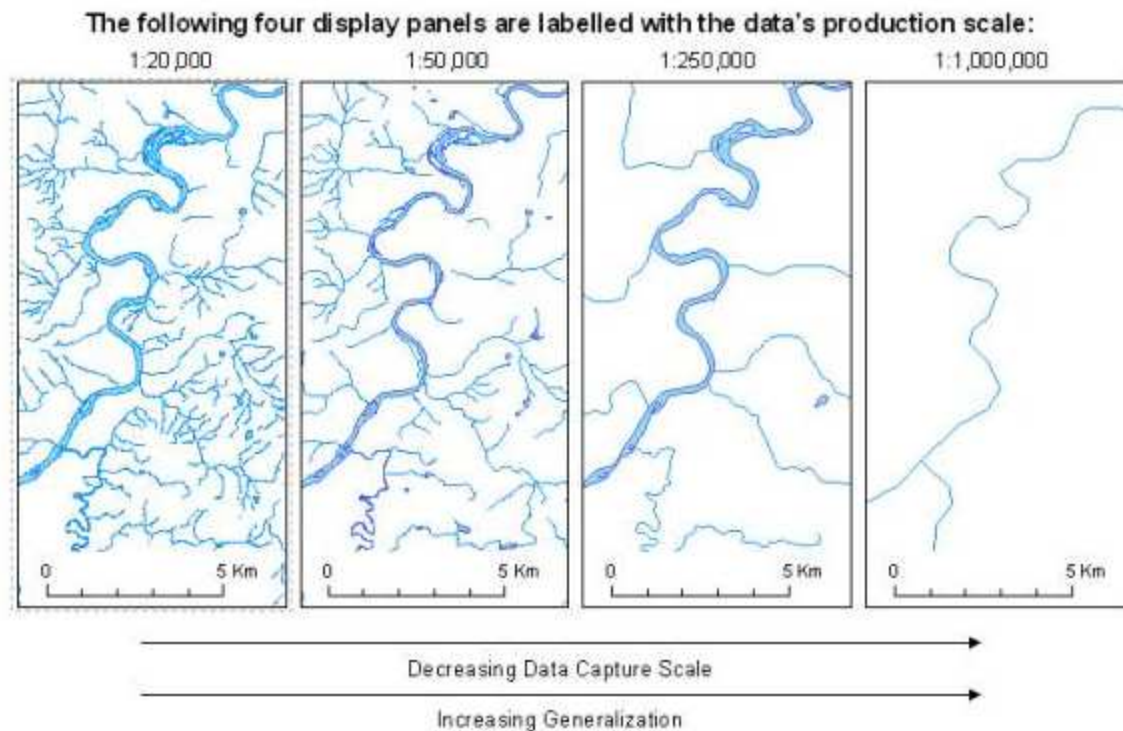 The following four display panels are labelled with the data's production scale:
1:20,000 1:50,000 1:250,000 1:1,000,000
0 5 Km 0 5 Km 0 5 Km 0 5 Km
Decreasing Data Capture Scale
Increasing Generalization